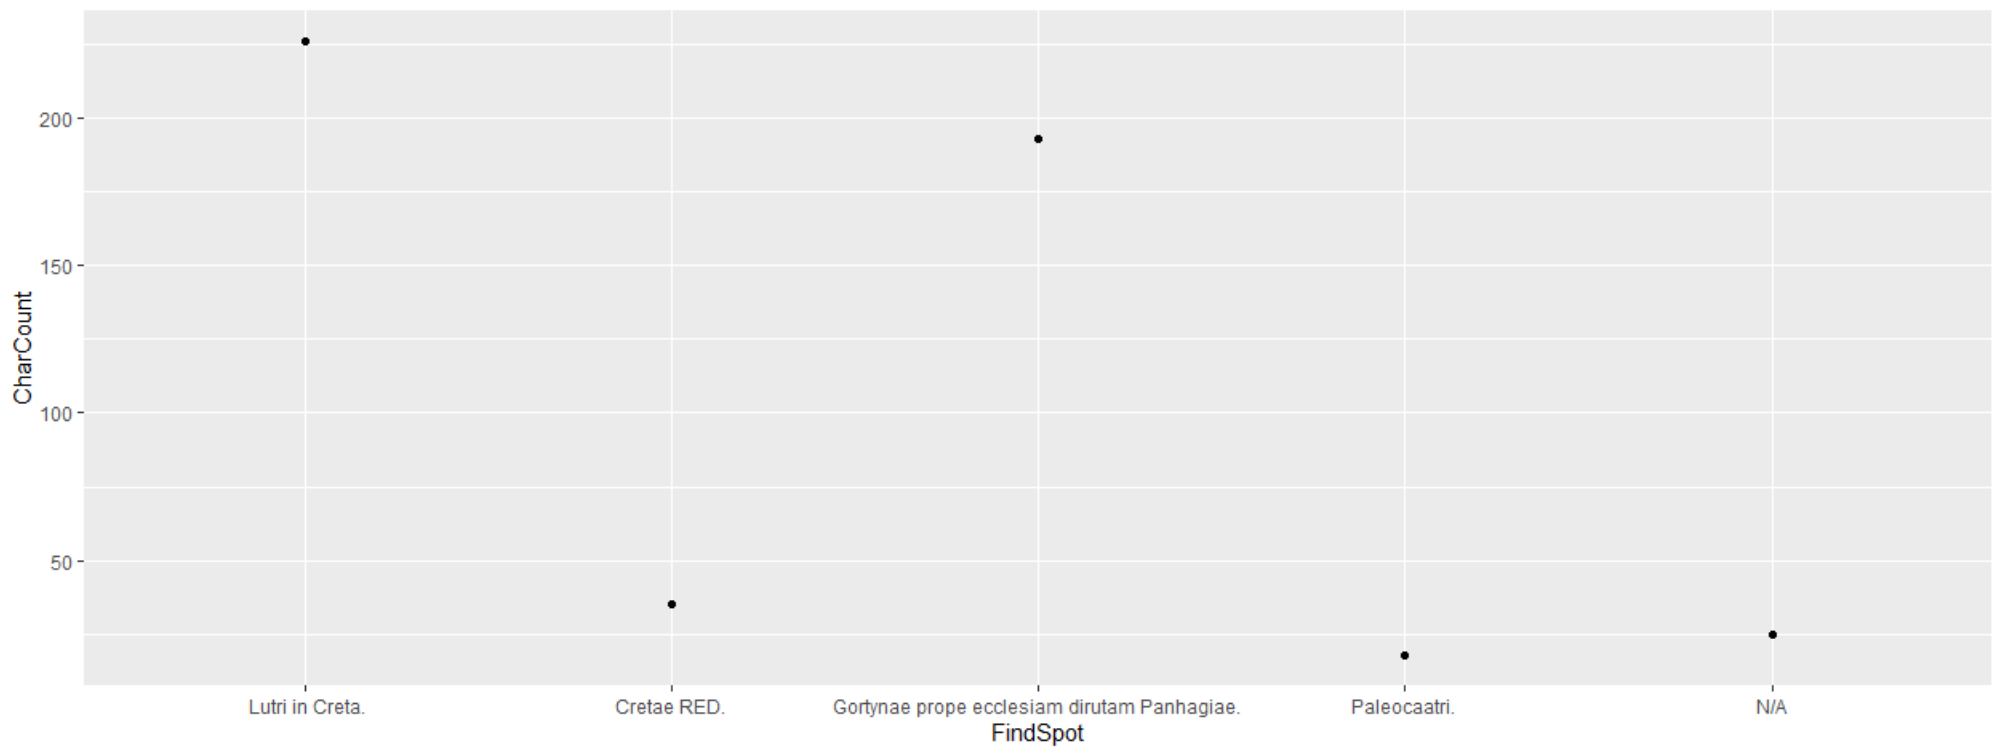 200
150
100
50
CharCount
Lutri in Creta.
Cretae RED.
Gortynae prope ecclesiam dirutam Panhagiae.
Paleocaatri.
N/A
FindSpot